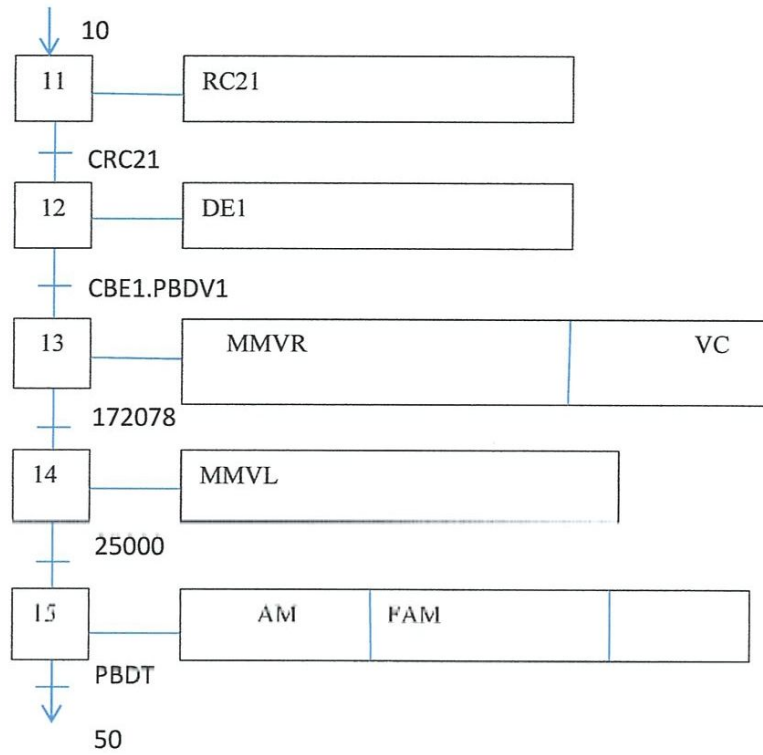 10
11 RC21
CRC21
12 DE1
CBE1.PBDV1
13 MMVR VC
172078
14 MMVL
25000
15 AM FAM
PBDT
50